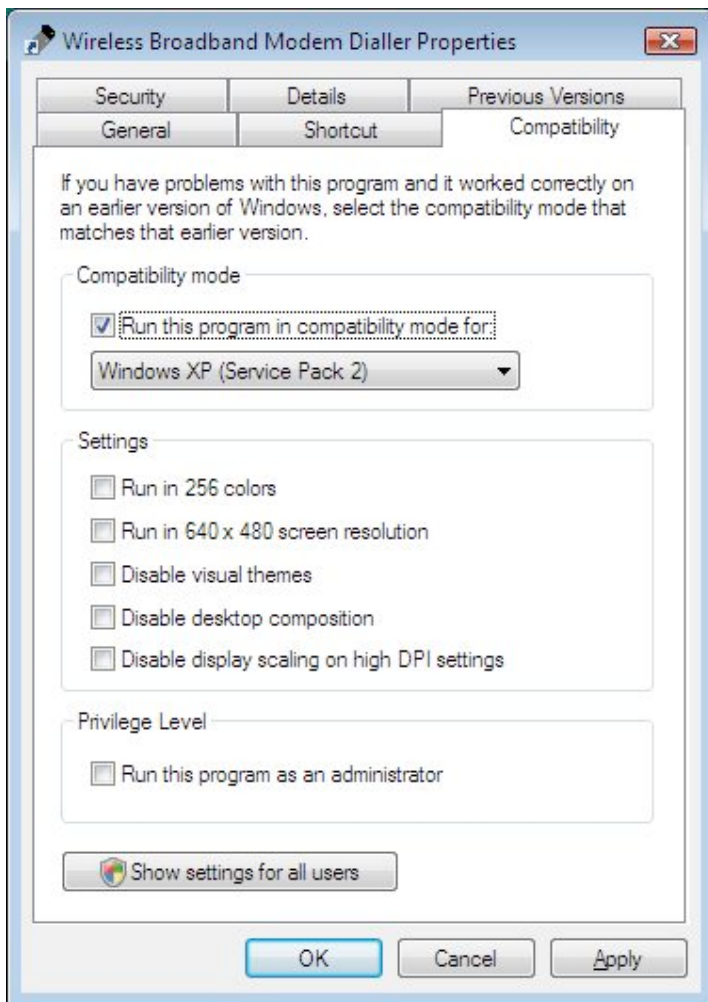 Wireless Broadband Modem Dialler Properties
Security Details Previous Versions
General Shortcut Compatibility
If you have problems with this program and it worked correctly on
an earlier version of Windows, select the compatibility mode that
matches that earlier version.
Compatibility mode
Run this program in compatibility mode for:
Windows XP (Service Pack 2)
Settings
Run in 256 colors
Run in 640 x 480 screen resolution
Disable visual themes
Disable desktop composition
Disable display scaling on high DPI settings
Privilege Level
Run this program as an administrator
Show settings for all users
OK Cancel Apply